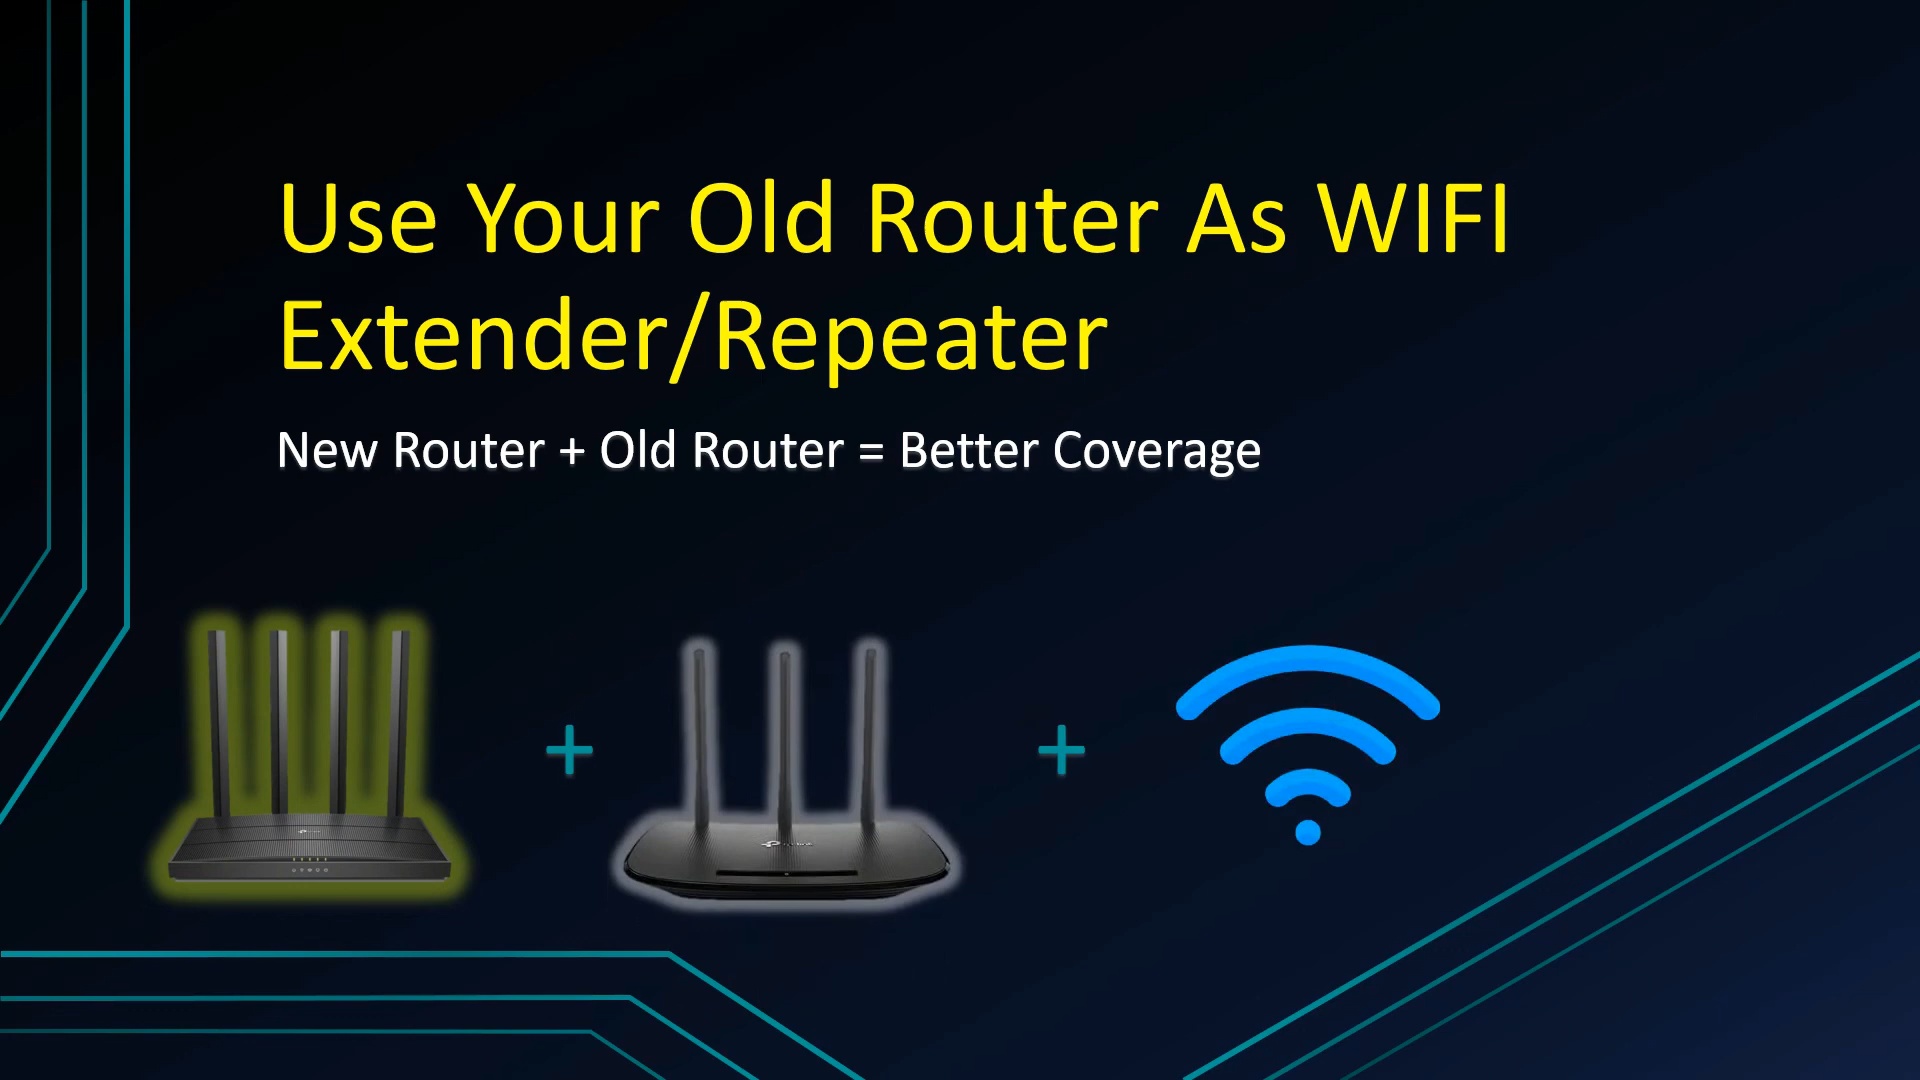 Use Your Old Router As WIFI
Extender/Repeater
New Router + Old Router = Better Coverage
+
+